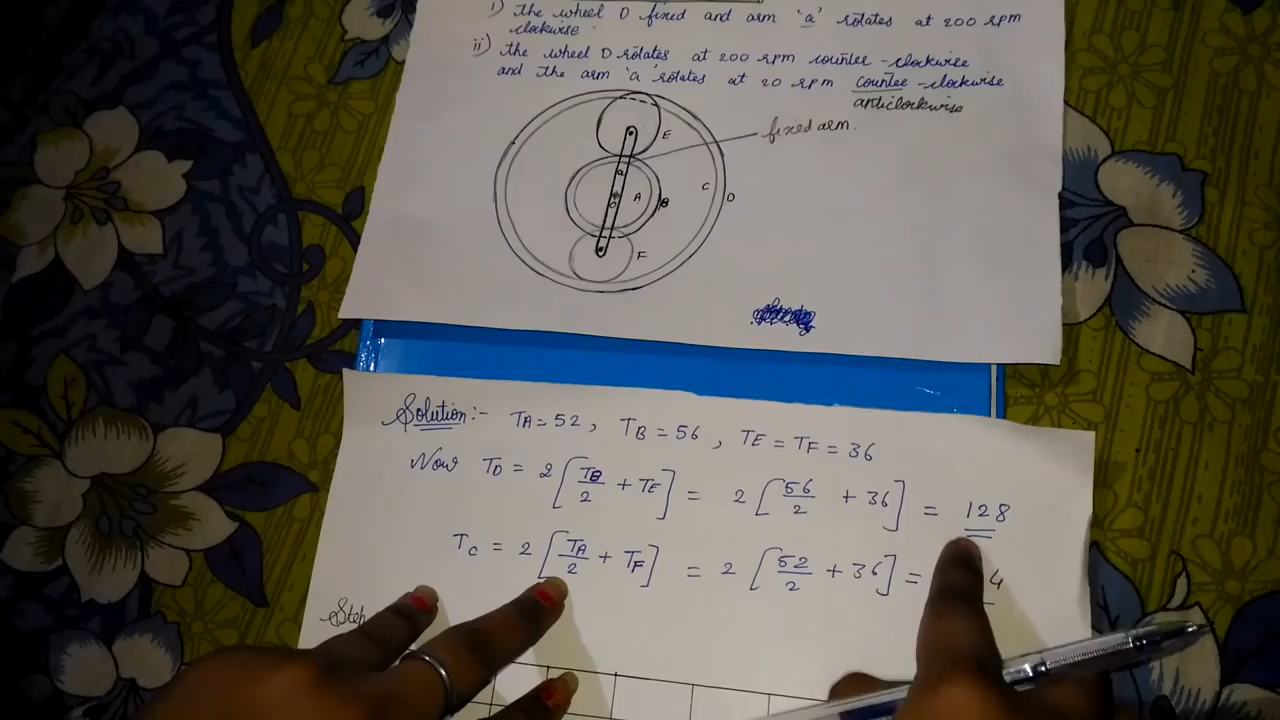 i) the wheel D fixed and arm 'a' rotates at 200 rpm
clockwise.
ii) the wheel D rotates at 200 rpm counter-clockwise
and the arm 'a rotates at 20 rpm counter-clockwise
anticlockwise
fixed arm.
E
a
C
A
B
D
O
F
Solution:- TA = 52, TB = 56, TE = TF = 36
Now TD = 2[TB/2 + TE] = 2[56/2 + 36] = 128
TC = 2[TA/2 + TF] = 2[52/2 + 36] = 4
Step